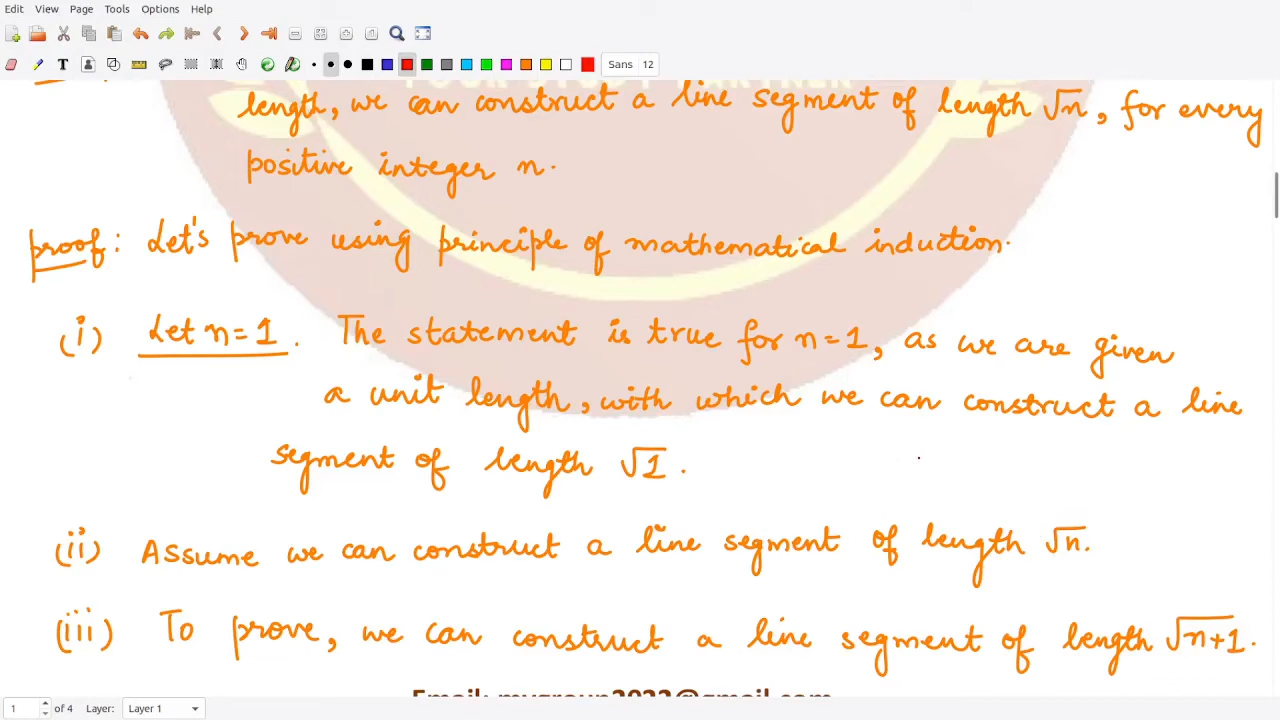 Edit View Page Tools Options Help
Sans 12
length, we can construct a line segment of length √n, for every
positive integer n.
proof: Let's prove using principle of mathematical induction.
(i) Let n=1. The statement is true for n=1, as we are given
a unit length, with which we can construct a line
segment of length √1.
(ii) Assume we can construct a line segment of length √n.
(iii) To prove, we can construct a line segment of length √n+1.
1 of 4 Layer: Layer 1